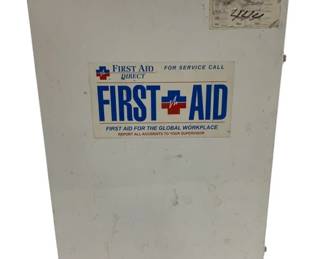 FIRST AID FOR SERVICE CALL
DIRECT
FIRST AID
FIRST AID FOR THE GLOBAL WORKPLACE
REPORT ALL ACCIDENTS TO YOUR SUPERVISOR